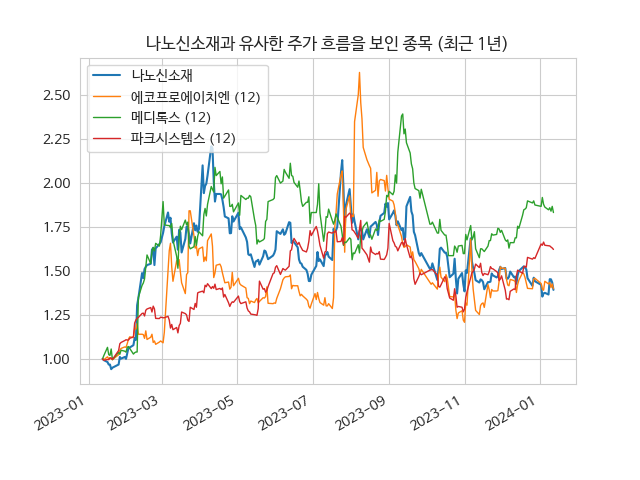 나노신소재과 유사한 주가 흐름을 보인 종목 (최근 1년)
나노신소재
에코프로에이치엔 (12)
메디톡스 (12)
파크시스템스 (12)
2.50
2.25
2.00
1.75
1.50
1.25
1.00
2023-01
2023-03
2023-05
2023-07
2023-09
2023-11
2024-01